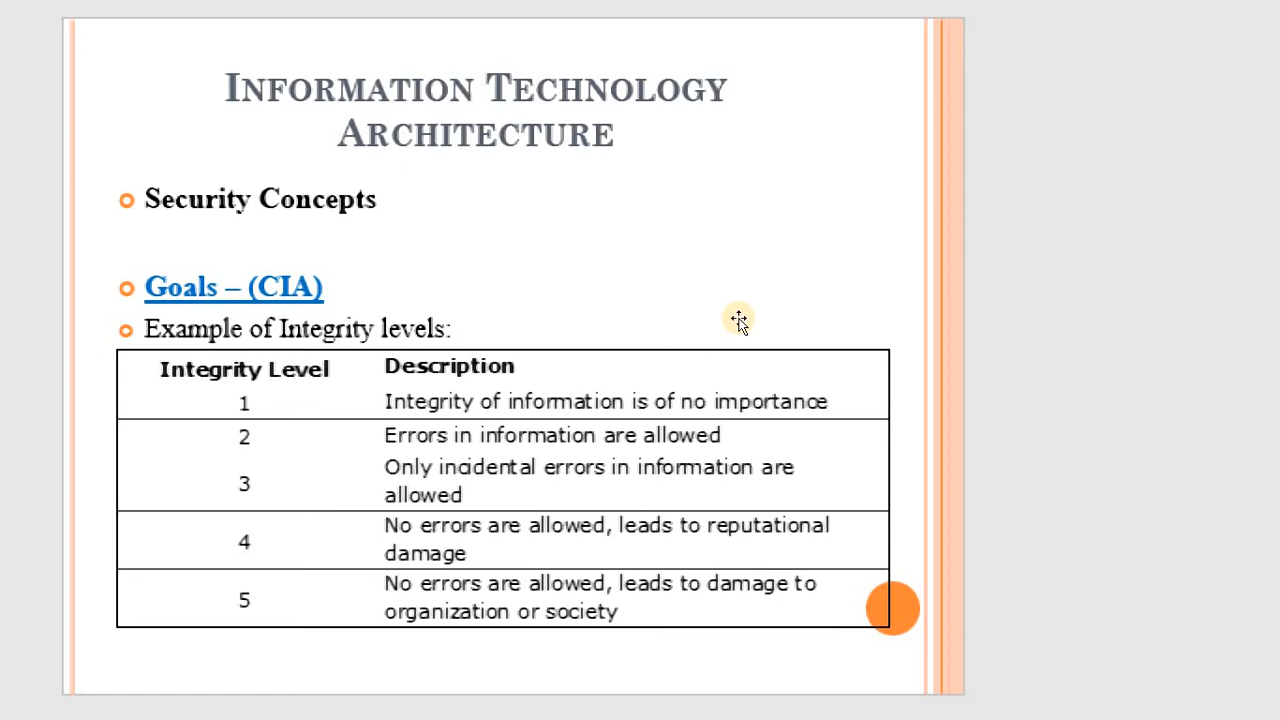 INFORMATION TECHNOLOGY
ARCHITECTURE
Security Concepts
Goals – (CIA)
Example of Integrity levels:
Integrity Level Description
1 Integrity of information is of no importance
2 Errors in information are allowed
3 Only incidental errors in information are
allowed
4 No errors are allowed, leads to reputational
damage
5 No errors are allowed, leads to damage to
organization or society